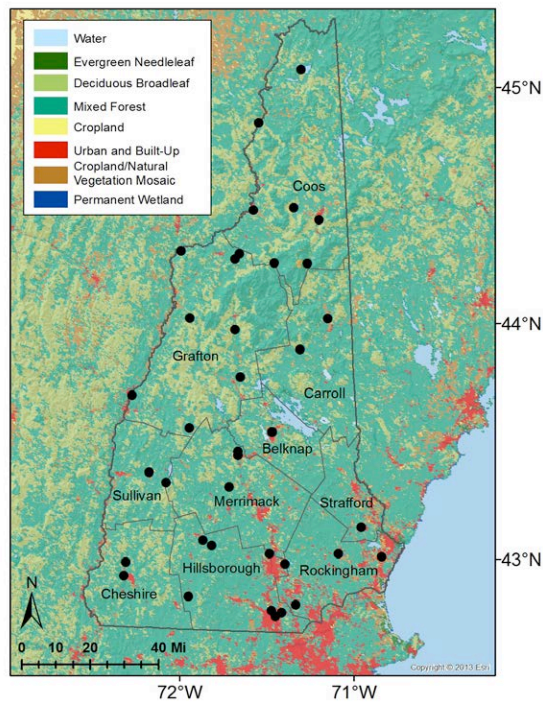 Water
Evergreen Needleleaf
Deciduous Broadleaf
Mixed Forest
Cropland
Urban and Built-Up
Cropland/Natural
Vegetation Mosaic
Permanent Wetland
45°N
Coos
44°N
Grafton
Carroll
Belknap
Sullivan
Merrimack
Strafford
43°N
Hillsborough
Rockingham
Cheshire
N
0 10 20 40 Mi
Copyright © 2013 Esri
72°W 71°W